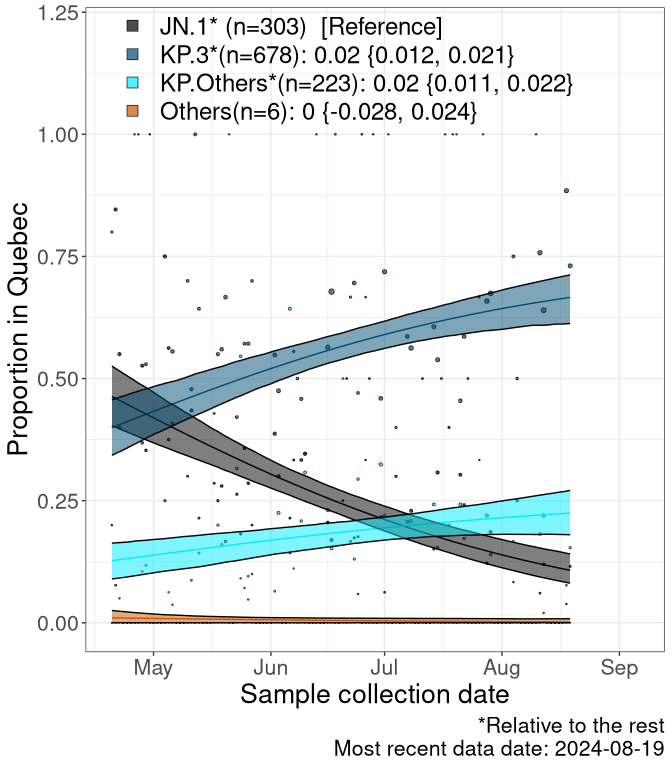 JN.1* (n=303)  [Reference]
KP.3*(n=678): 0.02 {0.012, 0.021}
KP.Others*(n=223): 0.02 {0.011, 0.022}
Others(n=6): 0 {-0.028, 0.024}
1.25
1.00
0.75
0.50
0.25
0.00
Proportion in Quebec
May Jun Jul Aug Sep
Sample collection date
*Relative to the rest
Most recent data date: 2024-08-19